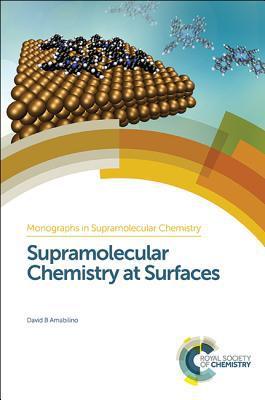 Monographs in Supramolecular Chemistry
Supramolecular
Chemistry at Surfaces
David B Amabilino
ROYAL SOCIETY
OF CHEMISTRY